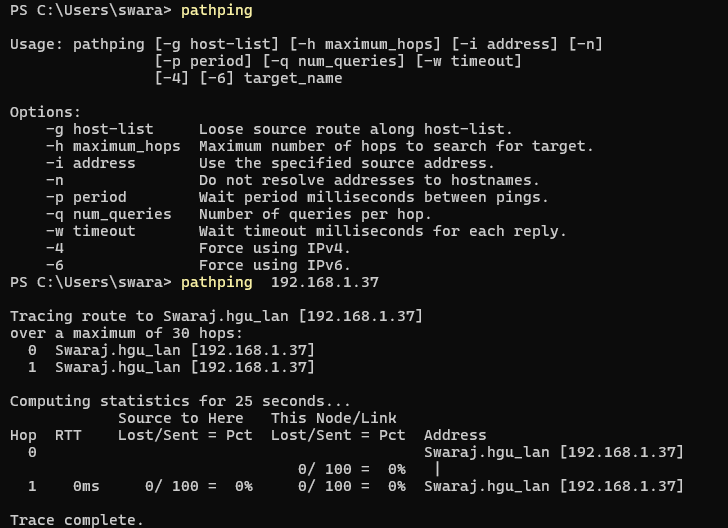 PS C:\Users\swara> pathping

Usage: pathping [-g host-list] [-h maximum_hops] [-i address] [-n]
                [-p period] [-q num_queries] [-w timeout]
                [-4] [-6] target_name

Options:
    -g host-list     Loose source route along host-list.
    -h maximum_hops  Maximum number of hops to search for target.
    -i address       Use the specified source address.
    -n               Do not resolve addresses to hostnames.
    -p period        Wait period milliseconds between pings.
    -q num_queries   Number of queries per hop.
    -w timeout       Wait timeout milliseconds for each reply.
    -4               Force using IPv4.
    -6               Force using IPv6.
PS C:\Users\swara> pathping  192.168.1.37

Tracing route to Swaraj.hgu_lan [192.168.1.37]
over a maximum of 30 hops:
  0  Swaraj.hgu_lan [192.168.1.37]
  1  Swaraj.hgu_lan [192.168.1.37]

Computing statistics for 25 seconds...
            Source to Here   This Node/Link
Hop  RTT    Lost/Sent = Pct  Lost/Sent = Pct  Address
  0                                           Swaraj.hgu_lan [192.168.1.37]
                                0/ 100 =  0%   |
  1    0ms     0/ 100 =  0%     0/ 100 =  0%  Swaraj.hgu_lan [192.168.1.37]

Trace complete.